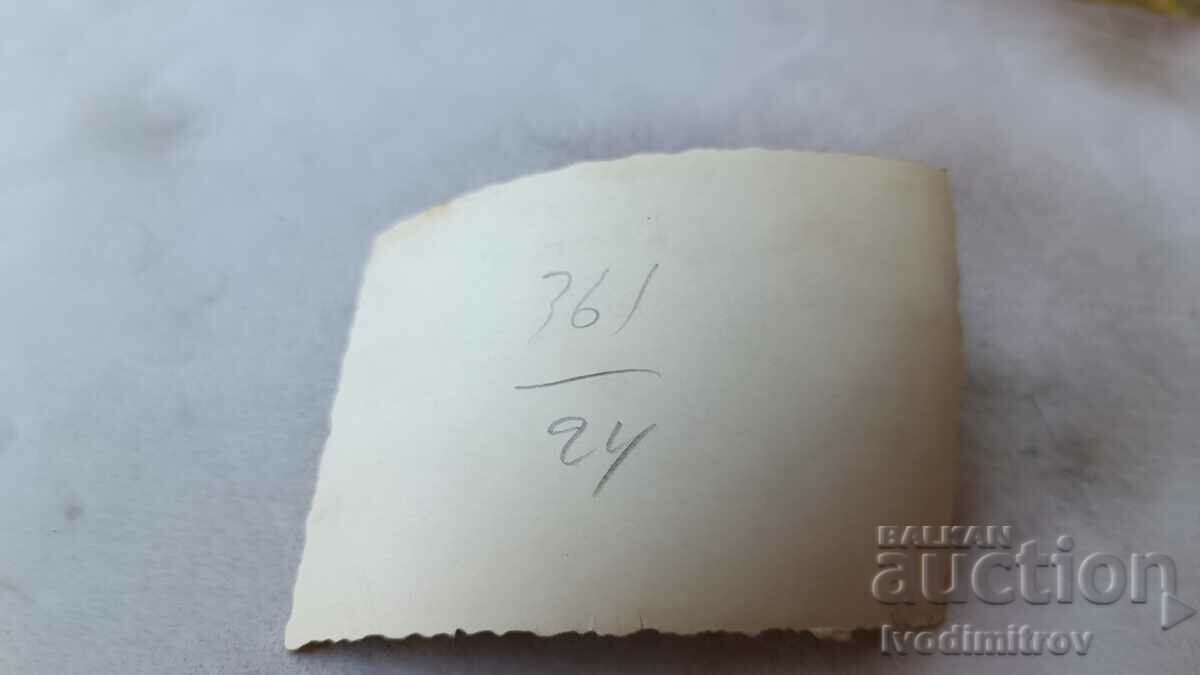 361
24
BALKAN
auction
Ivodimitrov